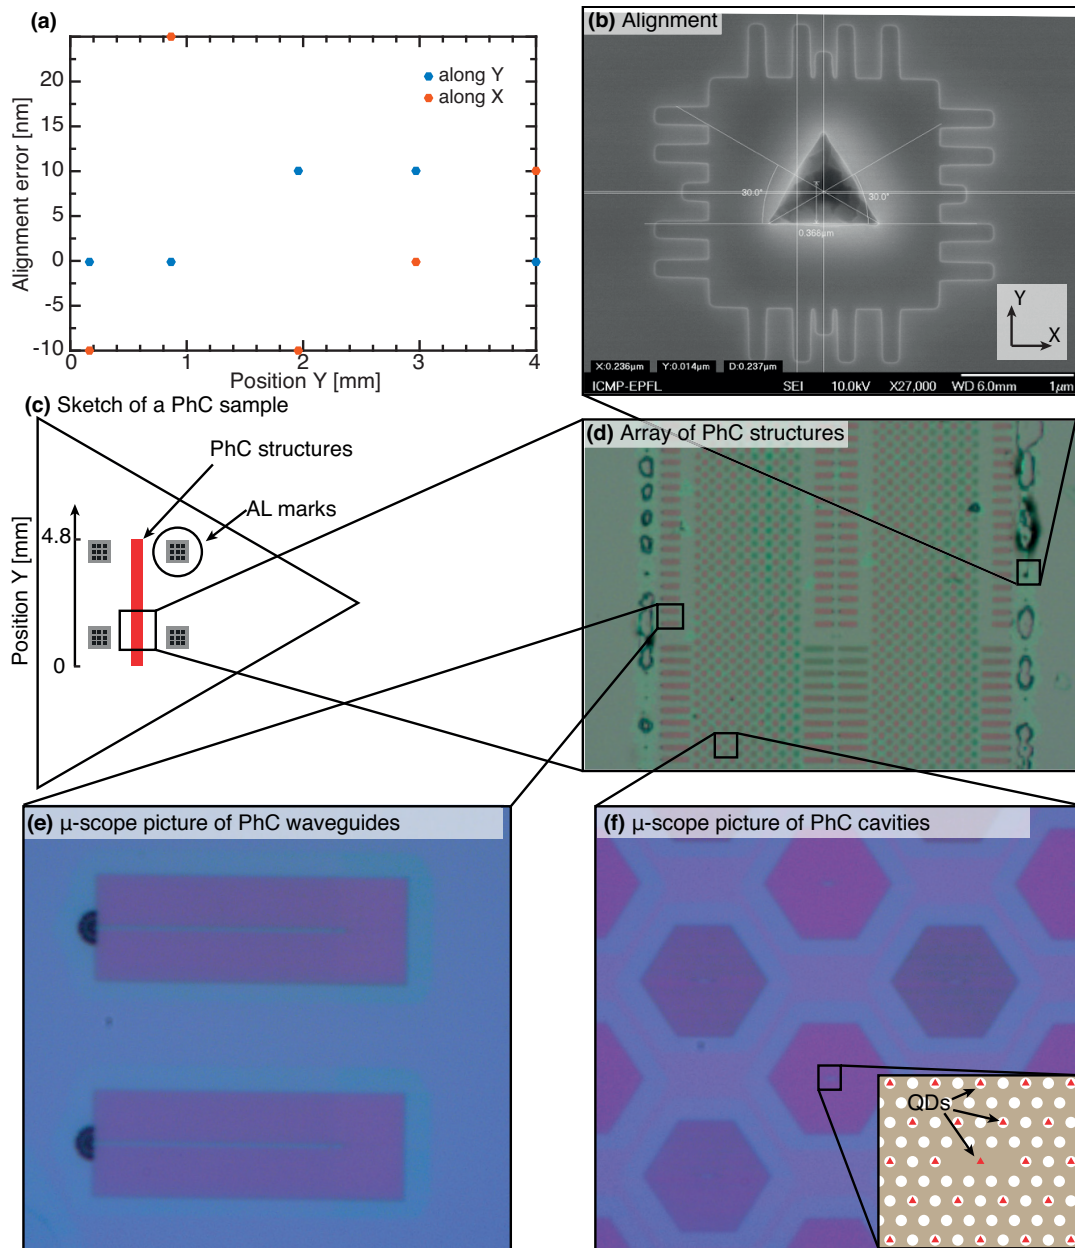 (a)
Alignment error [nm]
20
15
10
5
0
-5
-10
0
1
2
3
4
Position Y [mm]
along Y
along X
(b) Alignment
30.0°
30.0°
0.366µm
Y
X
X:0.236µm Y:0.014µm D:0.237µm
ICMP-EPFL SEI 10.0kV X27,000 WD 6.0mm 1µm
(c) Sketch of a PhC sample
PhC structures
AL marks
Position Y [mm]
4.8
0
(d) Array of PhC structures
(e) µ-scope picture of PhC waveguides
(f) µ-scope picture of PhC cavities
QDs